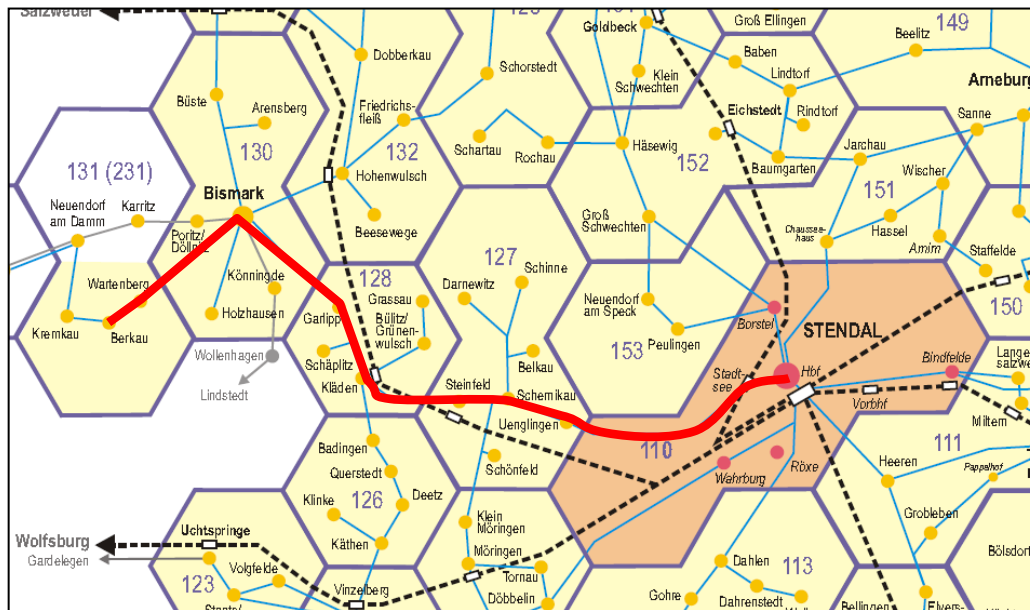 Salzwedel
Goldbeck
Groß Ellingen
149
Beelitz
Dobberkau
Schorstedt
Klein
Schwechten
Baben
Lindtorf
Arneburg
Büste
Arensberg
Friedrichs-
fließ
Eichstedt
Rindtorf
Sanne
130
132
Schartau
Rochau
Häsewig
152
Baumgarten
Jarchau
131 (231)
Hohenwulsch
Wischer
151
Bismark
Neuendorf
am Damm
Karritz
Poritz/
Döllnitz
Beesewege
Groß
Schwechten
Chaussee-
haus
Hassel
Amim
Staffelde
127
Schinne
128
Könningde
Darnewitz
Wartenberg
Grassau
Bülitz/
Grünen-
wulsch
Garlipp
Neuendorf
am Speck
150
Kremkau
Berkau
Holzhausen
Borstel
STENDAL
153
Peulingen
Wollenhagen
Schäplitz
Belkau
Bindfelde
Lange
salzwe
Lindstedt
Kläden
Steinfeld
Schernikau
Stadt-
see
Hbf
Vorbhf
Miltern
Uenglingen
110
111
Badingen
Schönfeld
Wahrburg
Röxe
Heeren
Pappelhof
Querstedt
Klinke
126
Deetz
Grobleben
Uchtspringe
Klein
Möringen
Wolfsburg
Käthen
Bölsdorf
Gardelegen
Volgfelde
Möringen
Dahlen
113
123
Vinzelberg
Tornau
Döbbelin
Gohre
Dahrenstedt
Bellingen
Elvers-
Staats/